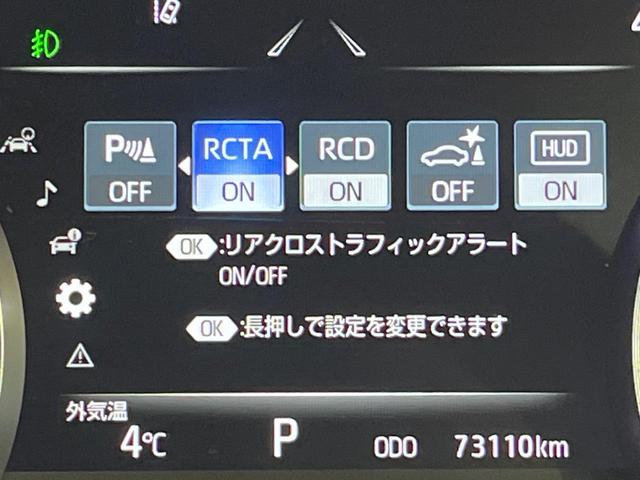 P RCTA RCD HUD
OFF ON ON OFF ON
OK:リアクロストラフィックアラート
ON/OFF
OK:長押しで設定を変更できます
外気温
4℃ P ODO 73110km